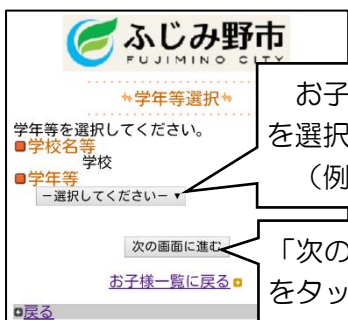 ふじみ野市
FUJIMINO CITY
学年等選択
学年等を選択してください。
学校名等
学校
学年等
－選択してください－ ▼
次の画面に進む
お子様一覧に戻る
戻る
お子
を選択
（例
「次の
をタッ